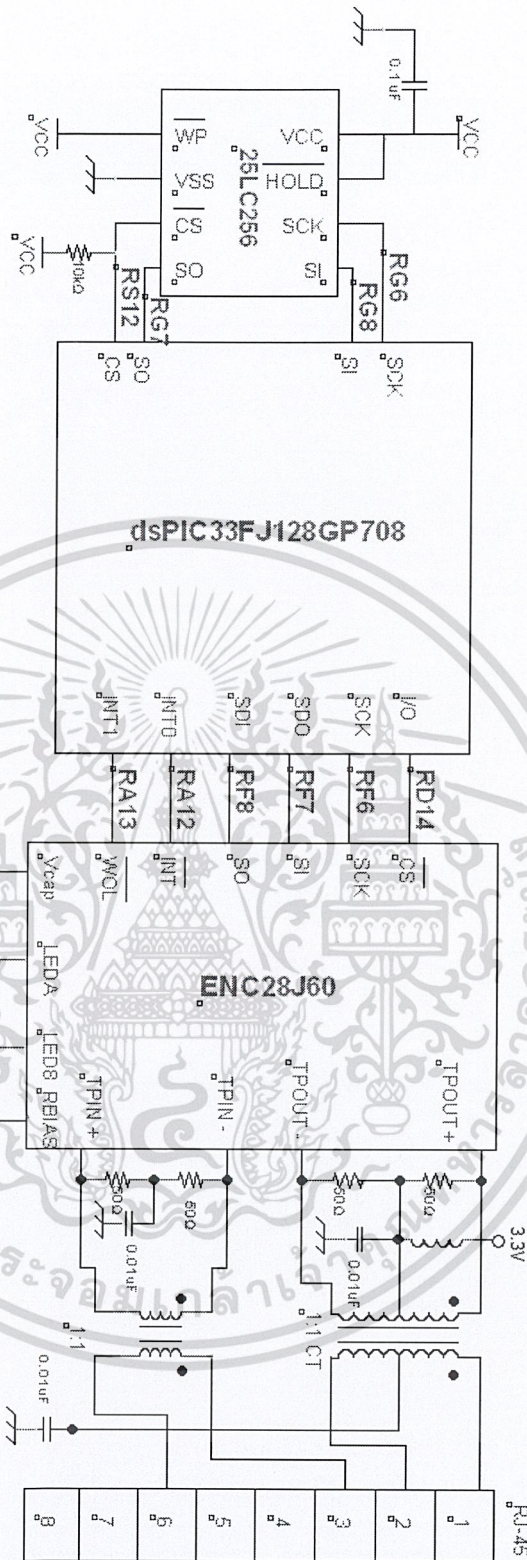 VCC
0.1uF
VCC
HOLD
SCK
SI
25LC256
WP
VSS
CS
SO
VCC
VCC
10kΩ
RG6
RG8
RG7
RS12
SCK
SI
SO
CS
dsPIC33FJ128GP708
I/O
SCK
SDO
SDI
INT0
INT1
RD14
RF6
RF7
RF8
RA12
RA13
CS
SCK
SI
SO
INT
WOL
ENC28J60
Vcap
LEDA
LEDB
RBIAS
TPOUT+
TPOUT-
TPIN -
TPIN +
3.3V
50Ω
50Ω
0.01uF
50Ω
50Ω
0.01uF
1:1 CT
1:1
0.01uF
RJ-45
1
2
3
4
5
6
7
8